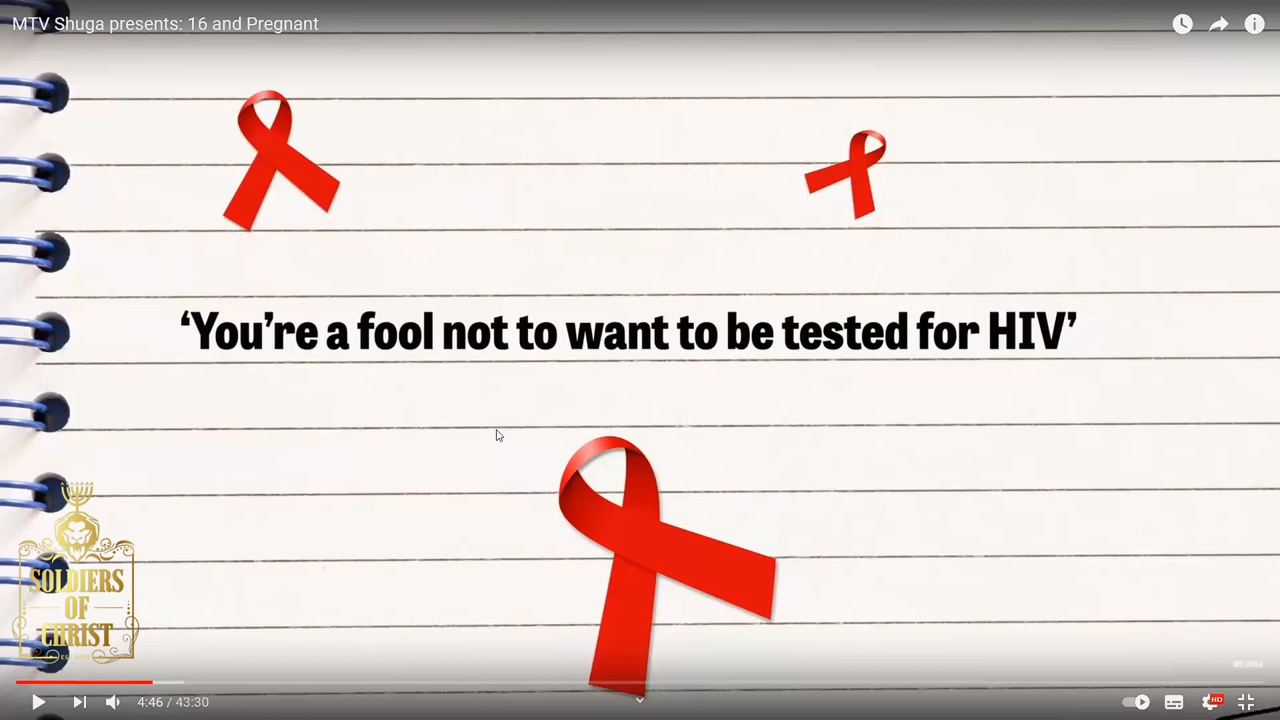 MTV Shuga presents: 16 and Pregnant
‘You’re a fool not to want to be tested for HIV’
SOLDIERS
OF
CHRIST
4:46 / 43:30
HD